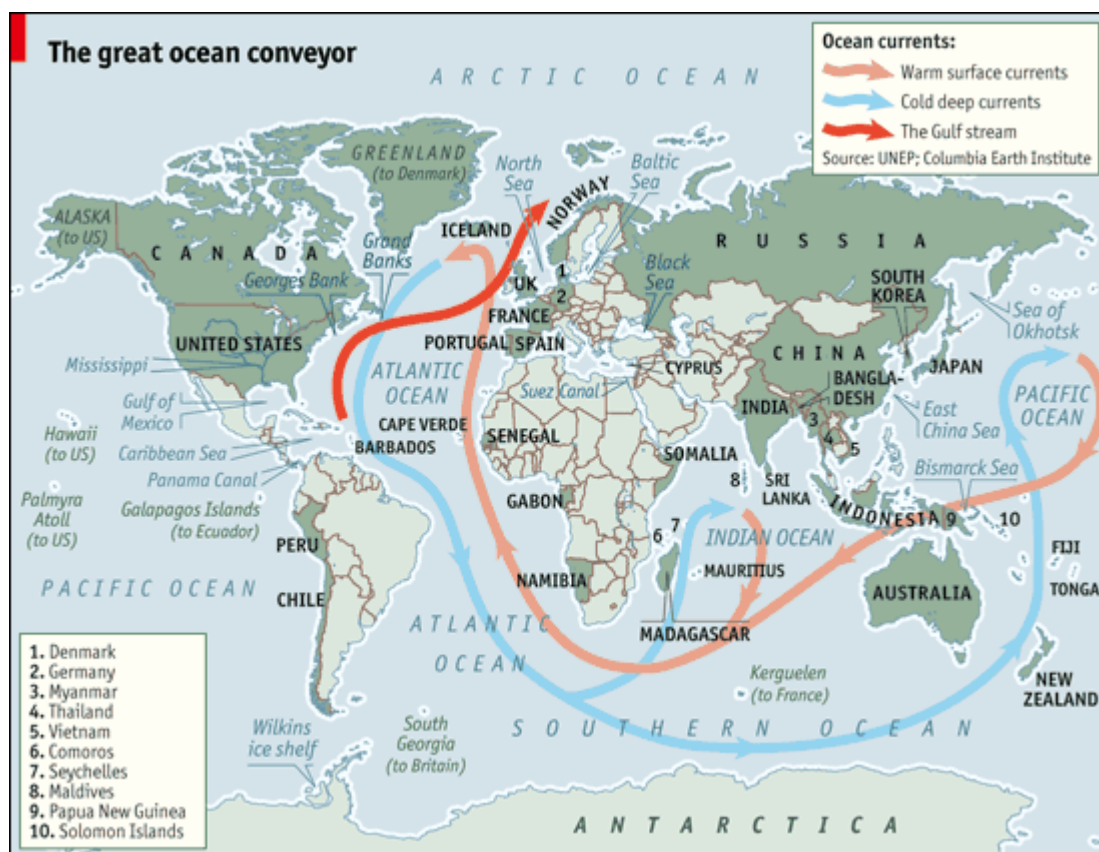 The great ocean conveyor
Ocean currents:
Warm surface currents
Cold deep currents
The Gulf stream
Source: UNEP; Columbia Earth Institute
ARCTIC OCEAN
GREENLAND
(to Denmark)
North
Sea
Baltic
Sea
NORWAY
ALASKA
(to US)
ICELAND
RUSSIA
CANADA
Grand
Banks
Georges Bank
1
UK
2
Black
Sea
SOUTH
KOREA
Sea of
Okhotsk
FRANCE
UNITED STATES
PORTUGAL
SPAIN
CHINA
JAPAN
Mississippi
ATLANTIC
OCEAN
CYPRUS
Suez Canal
BANGLA-
DESH
PACIFIC
OCEAN
Gulf of
Mexico
CAPE VERDE
INDIA
3
East
China Sea
Hawaii
(to US)
Caribbean Sea
BARBADOS
SENEGAL
SOMALIA
4
5
Panama Canal
8
SRI
LANKA
Bismarck Sea
Palmyra
Atoll
(to US)
Galapagos Islands
(to Ecuador)
GABON
INDONESIA
9
10
PERU
6
7
INDIAN OCEAN
FIJI
MAURITIUS
PACIFIC OCEAN
NAMIBIA
TONGA
CHILE
AUSTRALIA
ATLANTIC
OCEAN
MADAGASCAR
Kerguelen
(to France)
NEW
ZEALAND
Wilkins
ice shelf
South
Georgia
(to Britain)
SOUTHERN OCEAN
1. Denmark
2. Germany
3. Myanmar
4. Thailand
5. Vietnam
6. Comoros
7. Seychelles
8. Maldives
9. Papua New Guinea
10. Solomon Islands
ANTARCTICA